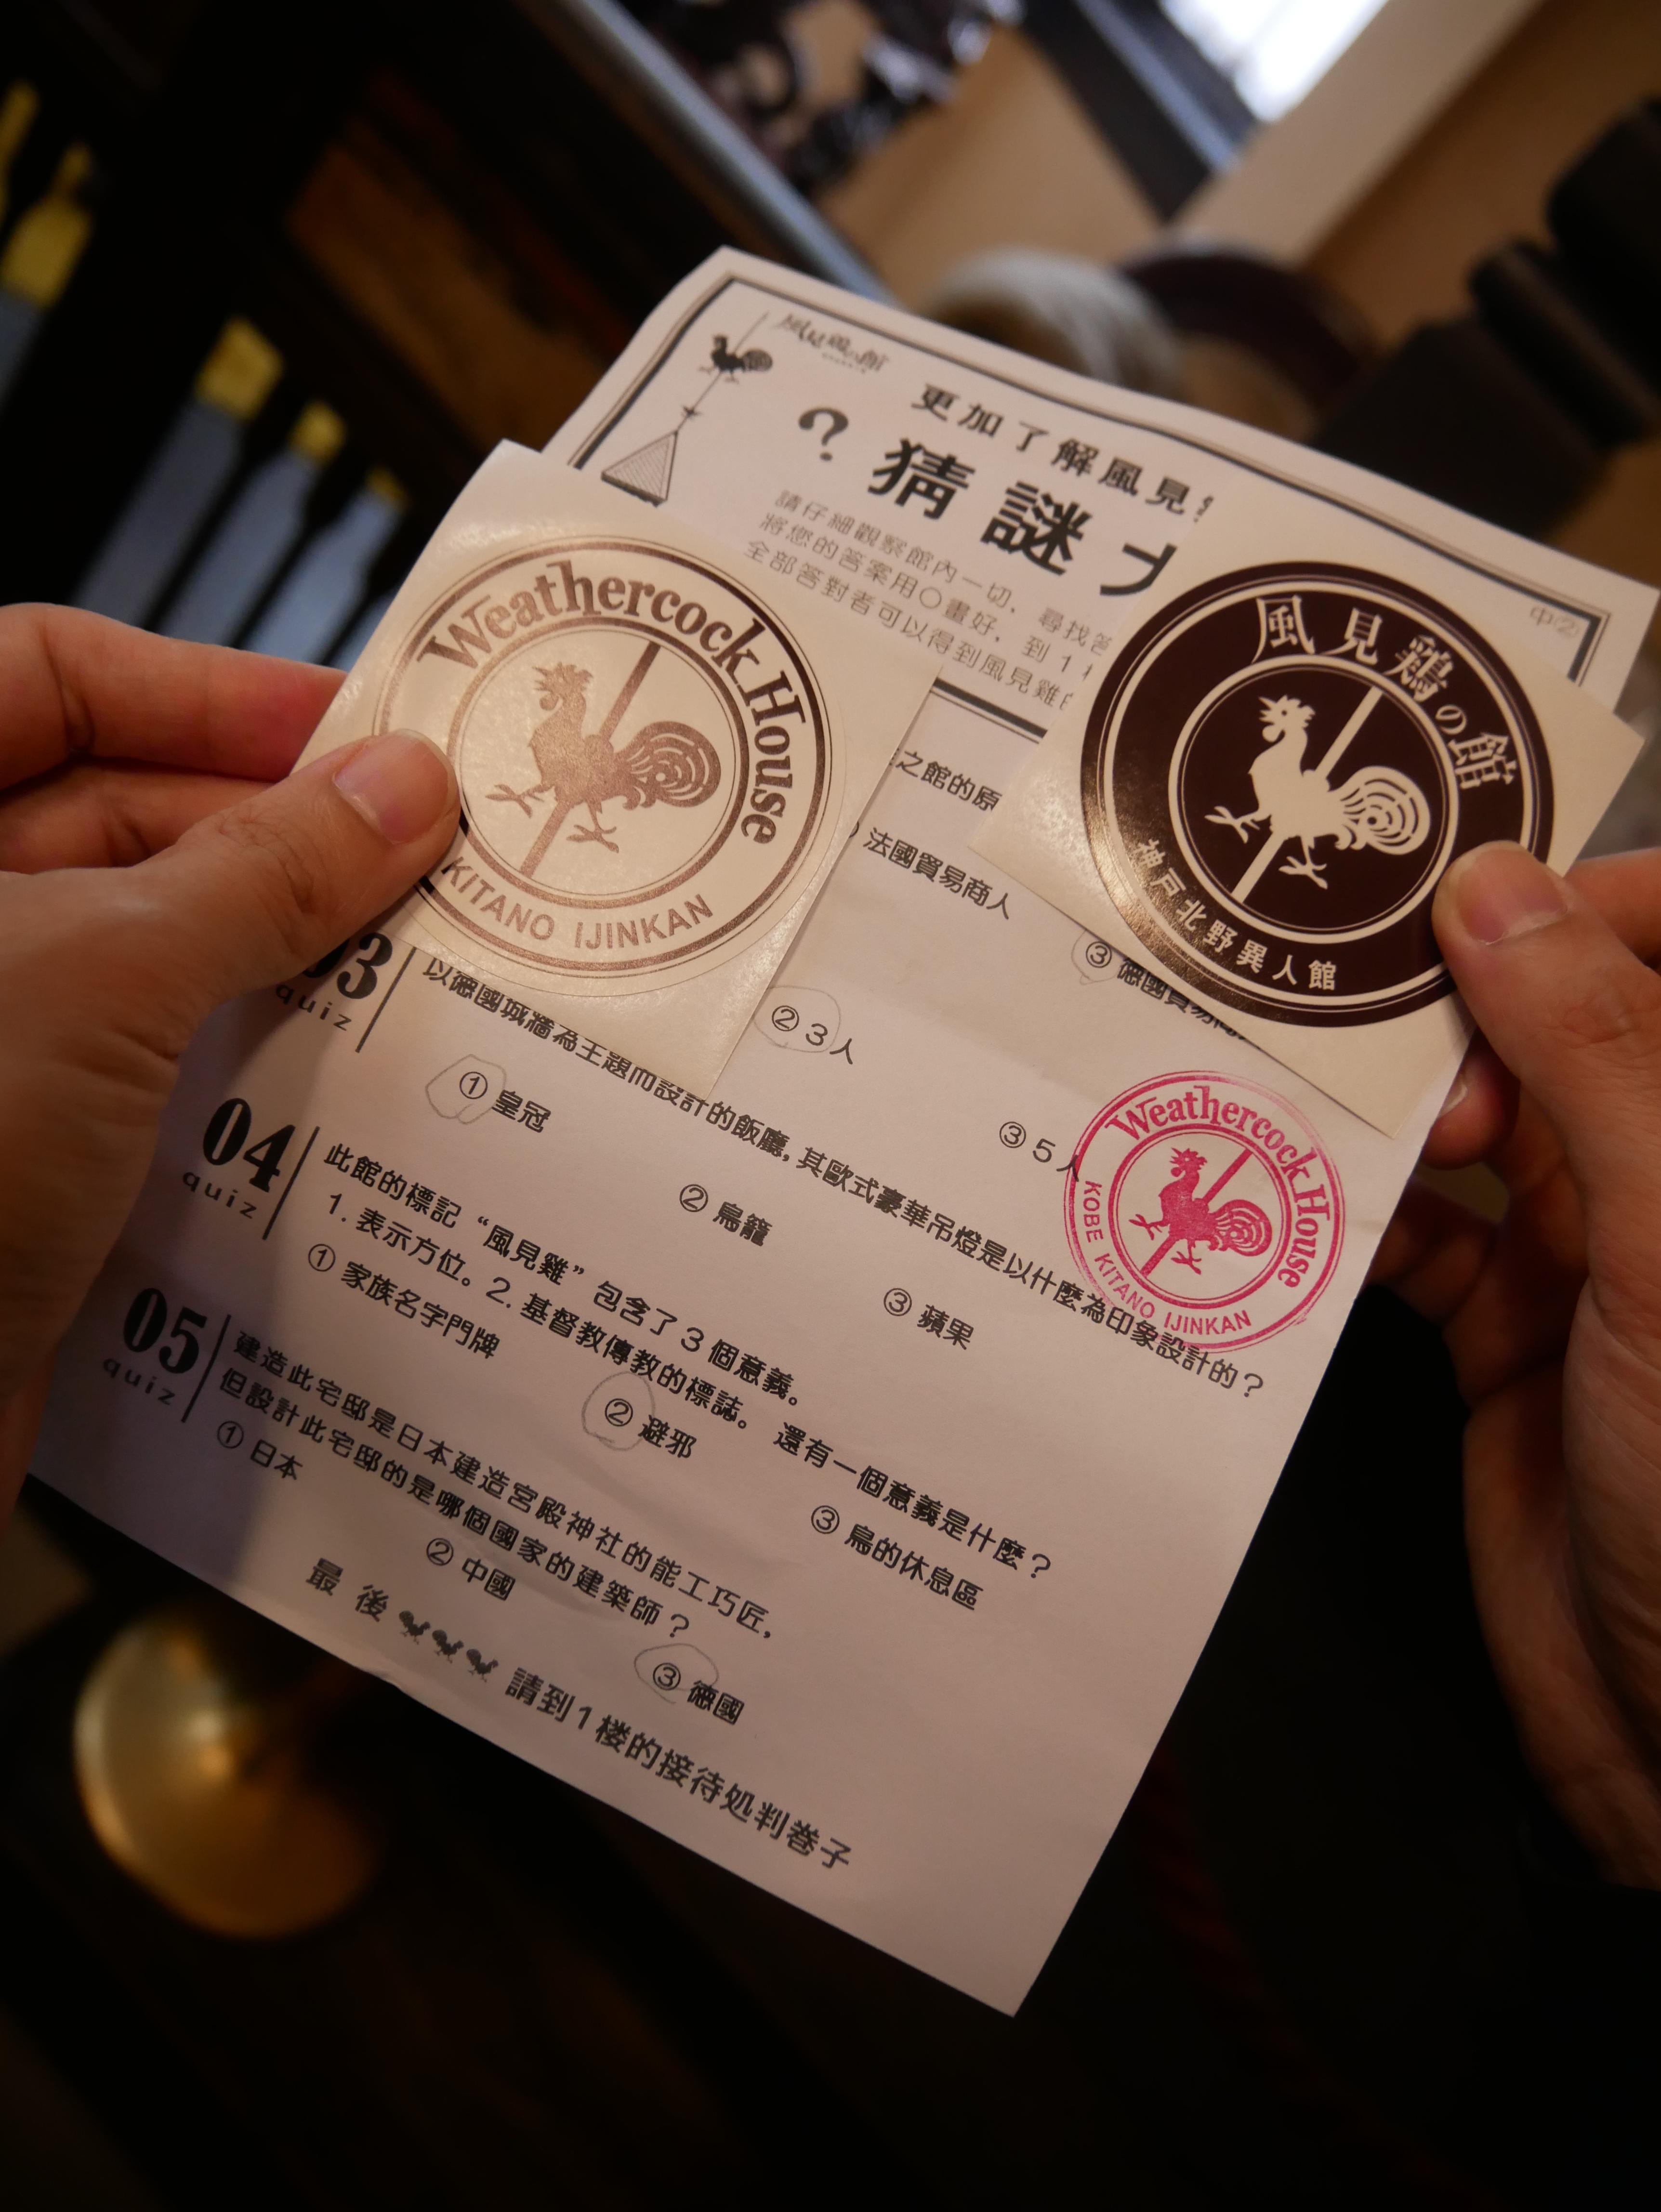 風見鶏の館
更加了解風見
? 猜謎
中②
請仔細觀察館內一切, 尋找答
將您的答案用○畫好, 到1
全部答對者可以得到風見雞
Weathercock House
KITANO IJINKAN
風見鶏の館
神戸北野異人館
之館的原
法國貿易商人
③ 德國貿易
② 3人
③ 5人
03 quiz
以德國城牆為主題而設計的飯廳, 其歐式豪華吊燈是以什麼為印象設計的?
① 皇冠
② 鳥籠
③ 蘋果
Weathercock House
KOBE KITANO IJINKAN
04 quiz
此館的標記“風見雞”包含了3個意義。
1. 表示方位。2. 基督教傳教的標誌。 還有一個意義是什麼?
① 家族名字門牌
② 避邪
③ 鳥的休息區
05 quiz
建造此宅邸是日本建造宮殿神社的能工巧匠,
但設計此宅邸的是哪個國家的建築師?
① 日本
② 中國
③ 德國
最後 請到1楼的接待処判卷子